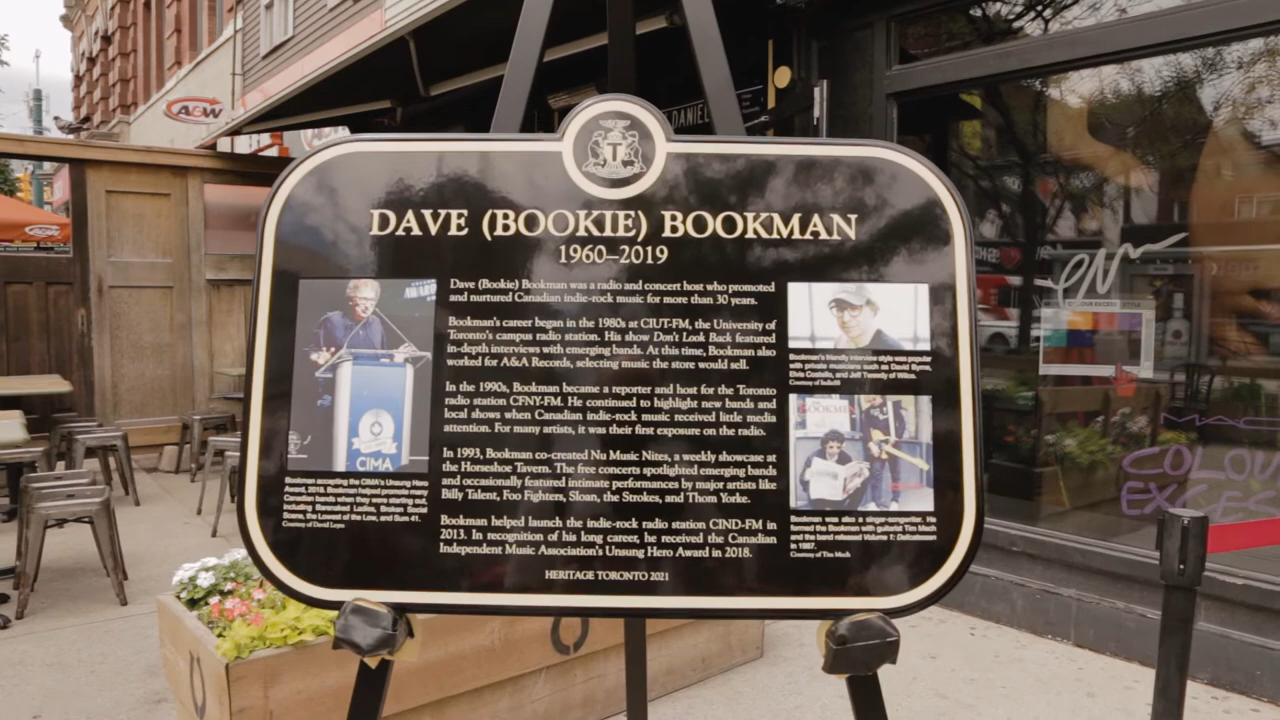 A&W
DANIEL
DAVE (BOOKIE) BOOKMAN
1960–2019
Dave (Bookie) Bookman was a radio and concert host who promoted
and nurtured Canadian indie-rock music for more than 30 years.
Bookman's career began in the 1980s at CIUT-FM, the University of
Toronto's campus radio station. His show Don't Look Back featured
in-depth interviews with emerging bands. At this time, Bookman also
worked for A&A Records, selecting music the store would sell.
In the 1990s, Bookman became a reporter and host for the Toronto
radio station CFNY-FM. He continued to highlight new bands and
local shows when Canadian indie-rock music received little media
attention. For many artists, it was their first exposure on the radio.
In 1993, Bookman co-created Nu Music Nites, a weekly showcase at
the Horseshoe Tavern. The free concerts spotlighted emerging bands
and occasionally featured intimate performances by major artists like
Billy Talent, Foo Fighters, Sloan, the Strokes, and Thom Yorke.
Bookman helped launch the indie-rock radio station CIND-FM in
2013. In recognition of his long career, he received the Canadian
Independent Music Association's Unsung Hero Award in 2018.
HERITAGE TORONTO 2021
CIMA
Bookman accepting the CIMA's Unsung Hero
Award, 2018. Bookman helped promote many
Canadian bands when they were starting out,
including Barenaked Ladies, Broken Social
Scene, the Lowest of the Low, and Sum 41.
Courtesy of David Leyes
Bookman's friendly interview style was popular
with private musicians such as David Byrne,
Elvis Costello, and Jeff Tweedy of Wilco.
Courtesy of Indie88
BOOKMEN
Bookman was also a singer-songwriter. He
formed the Bookmen with guitarist Tim Mech
and the band released Volume 1: Delicatessen
in 1987.
Courtesy of Tim Mech
A&W
COLOUR EXCESS STYLE
MAC
COLOU
EXCESS